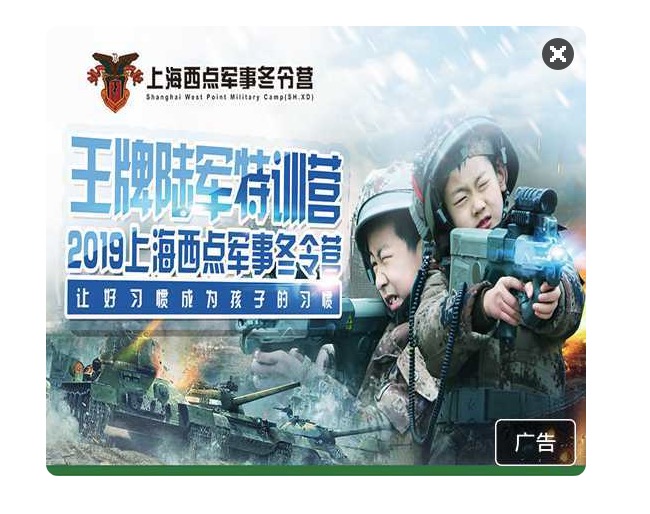 上海西点军事冬令营
Shanghai West Point Military Camp(SH.XD)
王牌陆军特训营
2019上海西点军事冬令营
让好习惯成为孩子的习惯
广告